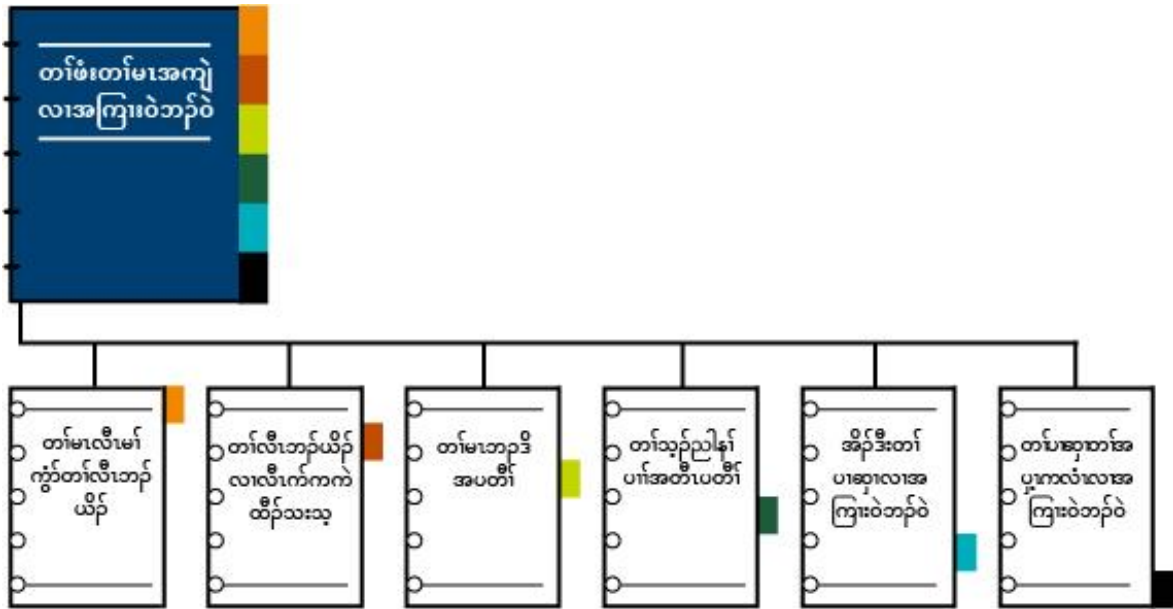 တၢ်ဖံးတၢ်မၤအကျဲ
လၢအကြၢးဝဲဘၣ်ဝဲ
တၢ်မၤလီၤမၢ်
ကွံာ်တၢ်လီၤဘၣ်
ယိၣ်
တၢ်လီၤဘၣ်ယိၣ်
လၢလီၤက်ကကဲ
ထီၣ်သးသ့
တၢ်မၤဘၣဒိ
အပတီၢ်
တၢ်သ့ၣ်ညါနၢ်
ပၢၢ်အတီၤပတီၢ်
အိၣ်ဒီးတၢ်
ပၢဆှၢလၢအ
ကြၢးဝဲဘၣ်ဝဲ
တၢ်ပၢဆှၢတၢ်အ
ပှ့ၤကလံၤလၢအ
ကြၢးဝဲဘၣ်ဝဲ